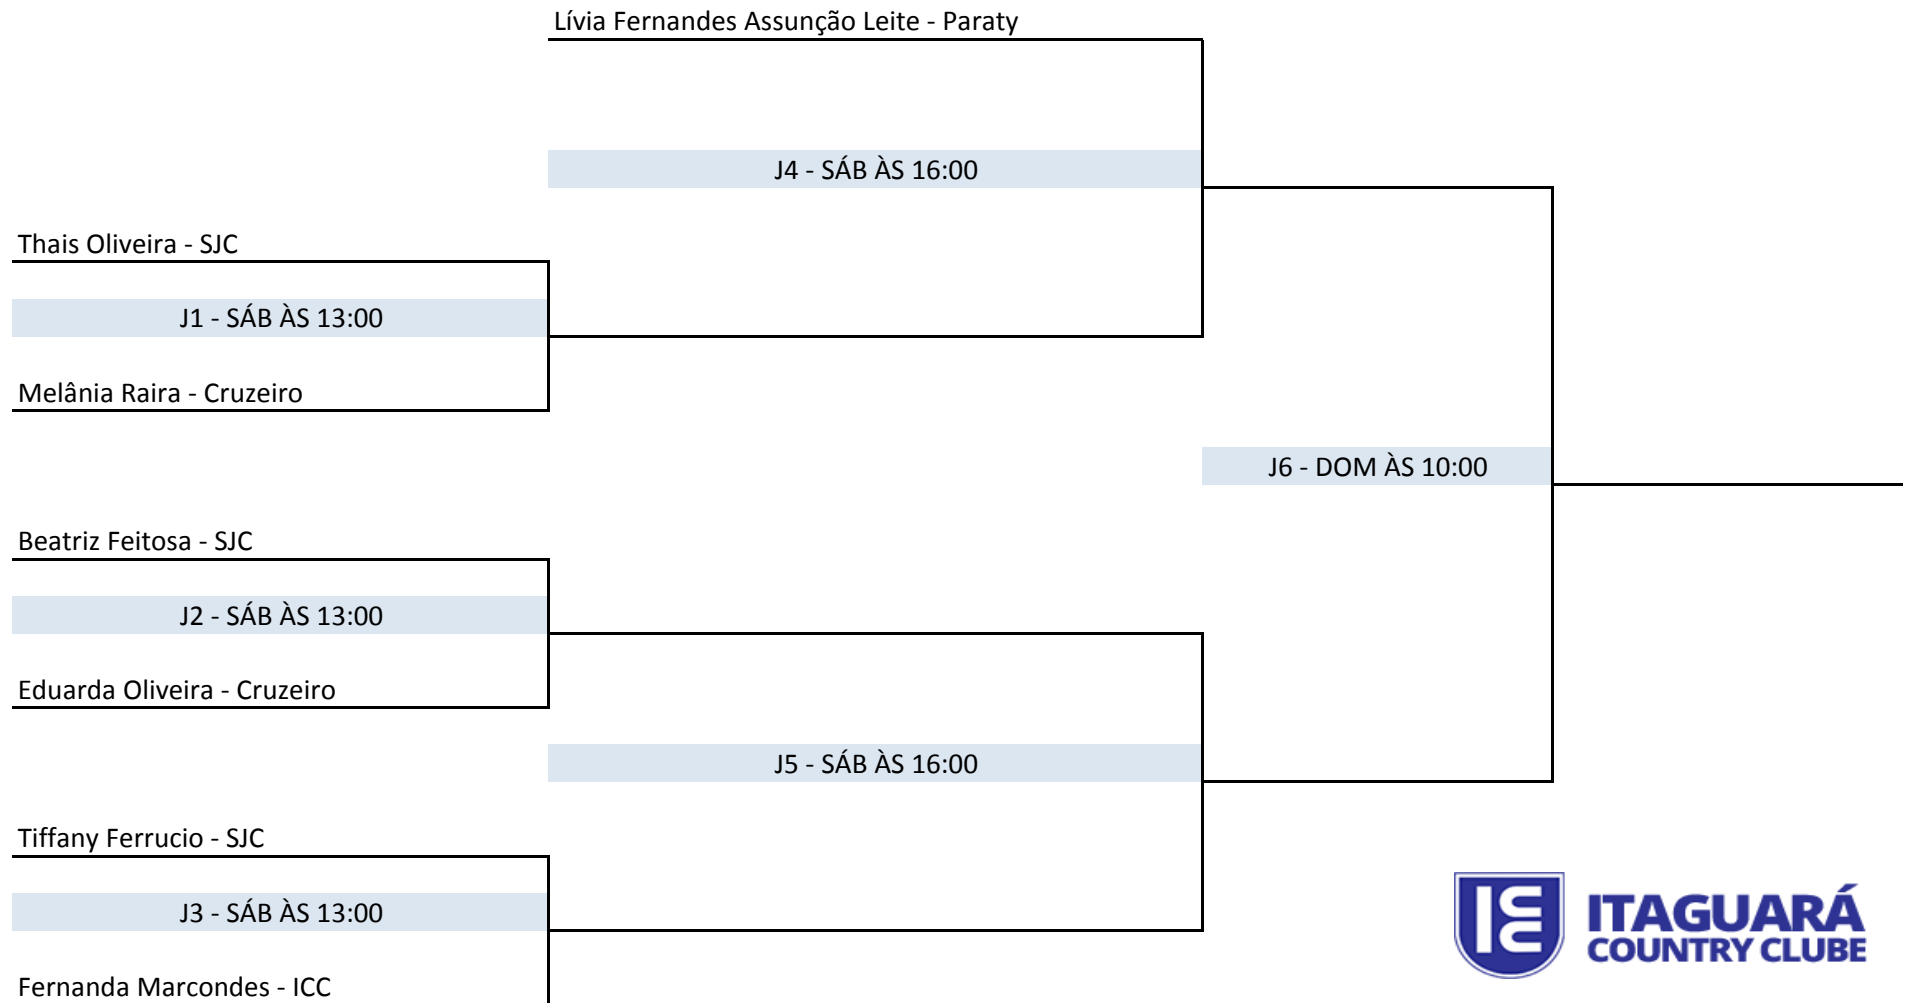 Lívia Fernandes Assunção Leite - Paraty
J4 - SÁB ÀS 16:00
Thais Oliveira - SJC
J1 - SÁB ÀS 13:00
Melânia Raira - Cruzeiro
J6 - DOM ÀS 10:00
Beatriz Feitosa - SJC
J2 - SÁB ÀS 13:00
Eduarda Oliveira - Cruzeiro
J5 - SÁB ÀS 16:00
Tiffany Ferrucio - SJC
J3 - SÁB ÀS 13:00
Fernanda Marcondes - ICC
ITAGUARÁ
COUNTRY CLUBE